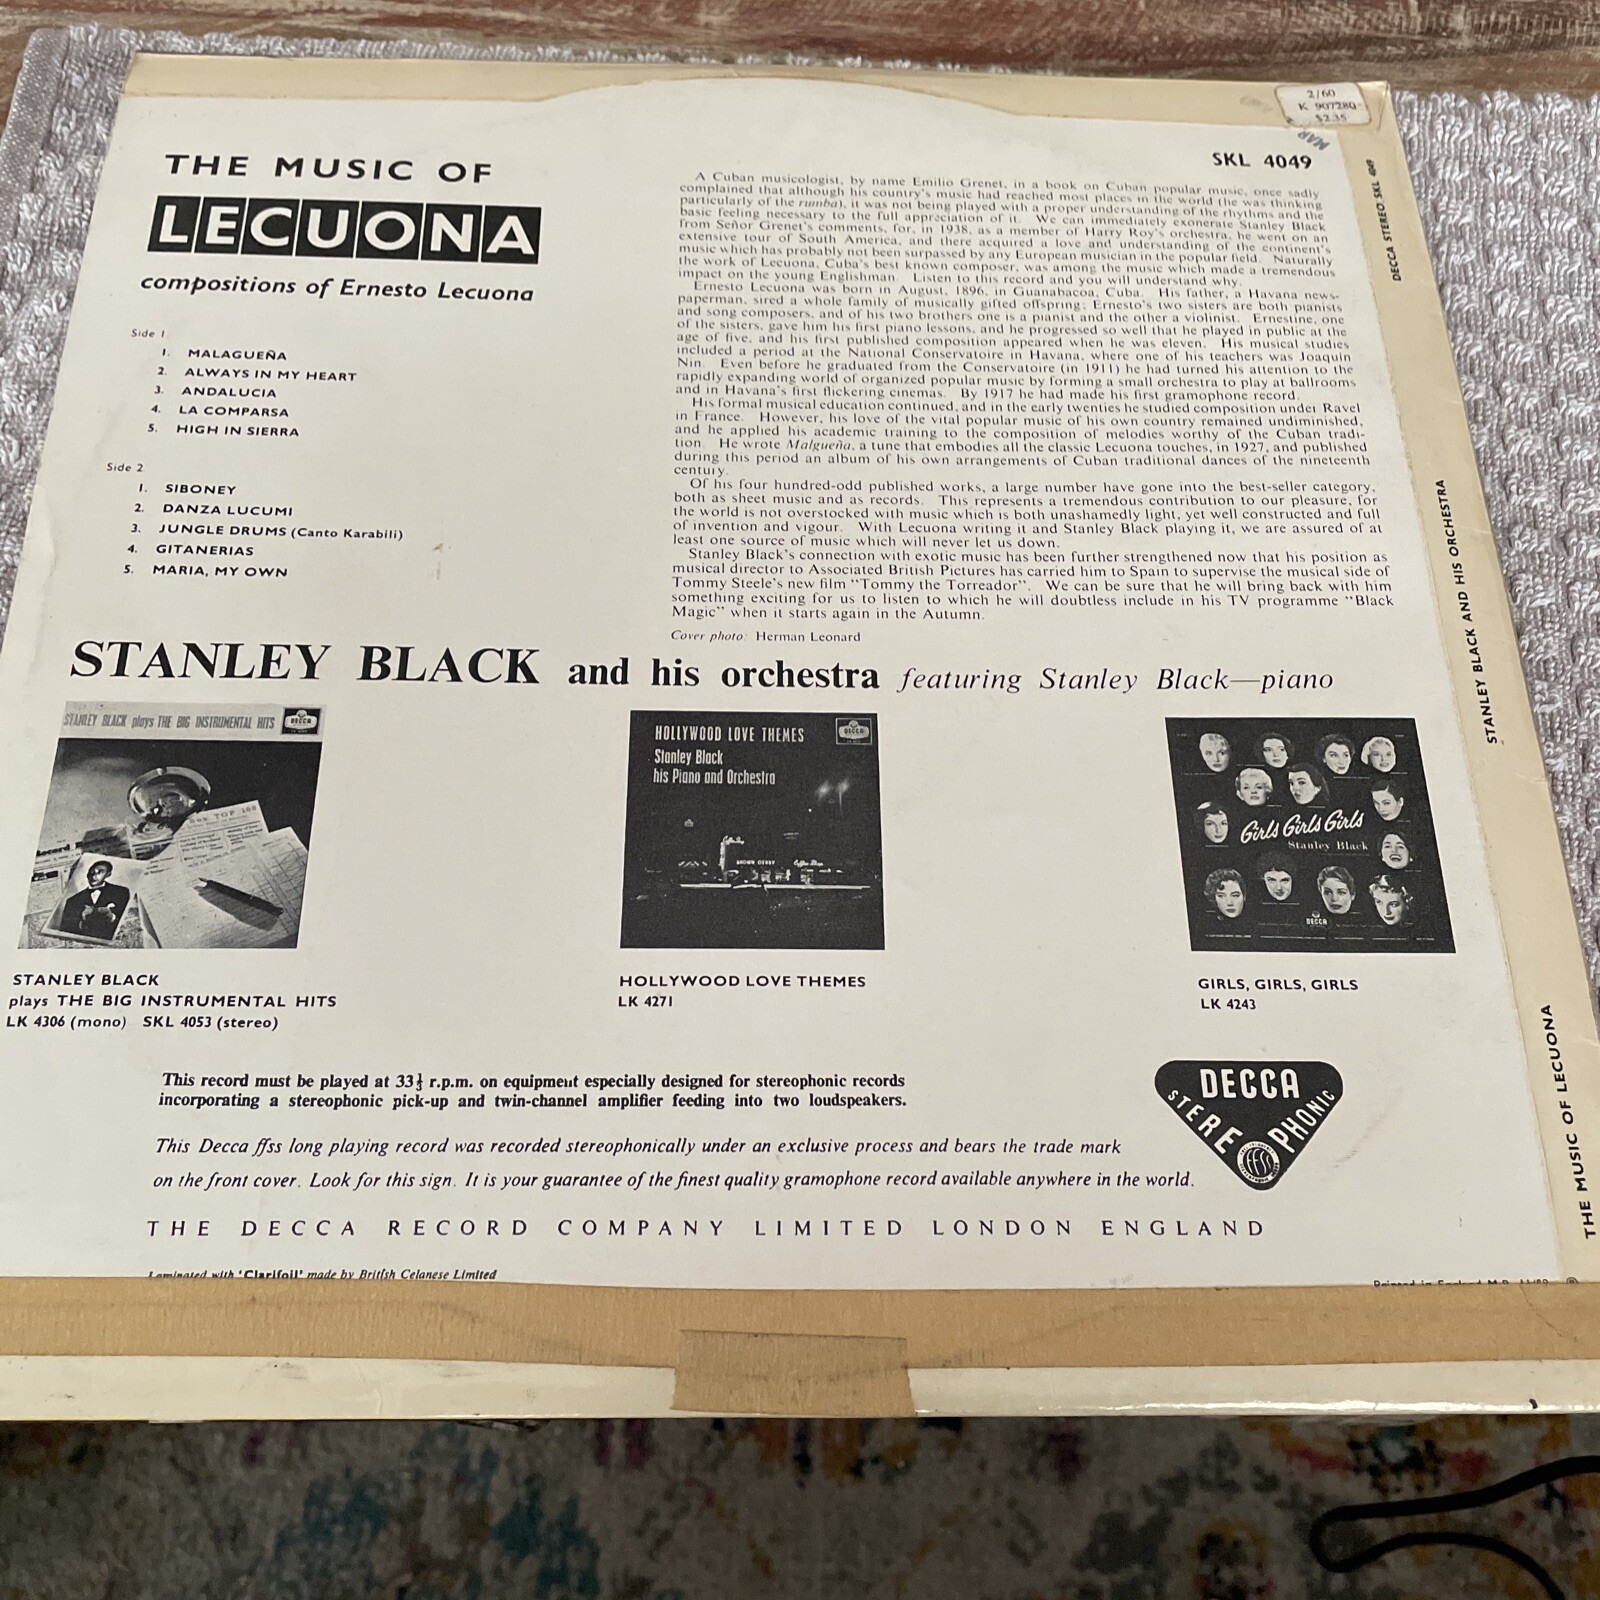 2/60
K 907280
$2.35
MAR
SKL 4049
THE MUSIC OF
LECUONA
compositions of Ernesto Lecuona
Side 1
1. MALAGUEÑA
2. ALWAYS IN MY HEART
3. ANDALUCIA
4. LA COMPARSA
5. HIGH IN SIERRA
Side 2
1. SIBONEY
2. DANZA LUCUMI
3. JUNGLE DRUMS (Canto Karabili)
4. GITANERIAS
5. MARIA, MY OWN
A Cuban musicologist, by name Emilio Grenet, in a book on Cuban popular music, once sadly
complained that although his country's music had reached most places in the world (he was thinking
particularly of the rumba), it was not being played with a proper understanding of the rhythms and the
basic feeling necessary to the full appreciation of it. We can immediately exonerate Stanley Black
from Señor Grenet's comments, for, in 1938, as a member of Harry Roy's orchestra, he went on an
extensive tour of South America, and there acquired a love and understanding of the continent's
music which has probably not been surpassed by any European musician in the popular field. Naturally
the work of Lecuona, Cuba's best known composer, was among the music which made a tremendous
impact on the young Englishman. Listen to this record and you will understand why.
Ernesto Lecuona was born in August, 1896, in Guanabacoa, Cuba. His father, a Havana news-
paperman, sired a whole family of musically gifted offspring; Ernesto's two sisters are both pianists
and song composers, and of his two brothers one is a pianist and the other a violinist. Ernestine, one
of the sisters, gave him his first piano lessons, and he progressed so well that he played in public at the
age of five, and his first published composition appeared when he was eleven. His musical studies
included a period at the National Conservatoire in Havana, where one of his teachers was Joaquin
Nin. Even before he graduated from the Conservatoire (in 1911) he had turned his attention to the
rapidly expanding world of organized popular music by forming a small orchestra to play at ballrooms
and in Havana's first flickering cinemas. By 1917 he had made his first gramophone record.
His formal musical education continued, and in the early twenties he studied composition under Ravel
in France. However, his love of the vital popular music of his own country remained undiminished,
and he applied his academic training to the composition of melodies worthy of the Cuban tradi-
tion. He wrote Malgueña, a tune that embodies all the classic Lecuona touches, in 1927, and published
during this period an album of his own arrangements of Cuban traditional dances of the nineteenth
century.
Of his four hundred-odd published works, a large number have gone into the best-seller category,
both as sheet music and as records. This represents a tremendous contribution to our pleasure, for
the world is not overstocked with music which is both unashamedly light, yet well constructed and full
of invention and vigour. With Lecuona writing it and Stanley Black playing it, we are assured of at
least one source of music which will never let us down.
Stanley Black's connection with exotic music has been further strengthened now that his position as
musical director to Associated British Pictures has carried him to Spain to supervise the musical side of
Tommy Steele's new film "Tommy the Torreador". We can be sure that he will bring back with him
something exciting for us to listen to which he will doubtless include in his TV programme "Black
Magic" when it starts again in the Autumn.
Cover photo: Herman Leonard
STANLEY BLACK and his orchestra featuring Stanley Black—piano
STANLEY BLACK plays THE BIG INSTRUMENTAL HITS
DECCA
TOP 100
HOLLYWOOD LOVE THEMES
Stanley Black
his Piano and Orchestra
DECCA
BROWN DERBY
Coffee Shop
Girls Girls Girls
Stanley Black
DECCA
STANLEY BLACK
plays THE BIG INSTRUMENTAL HITS
LK 4306 (mono) SKL 4053 (stereo)
HOLLYWOOD LOVE THEMES
LK 4271
GIRLS, GIRLS, GIRLS
LK 4243
This record must be played at 33⅓ r.p.m. on equipment especially designed for stereophonic records
incorporating a stereophonic pick-up and twin-channel amplifier feeding into two loudspeakers.
This Decca ffss long playing record was recorded stereophonically under an exclusive process and bears the trade mark
on the front cover. Look for this sign. It is your guarantee of the finest quality gramophone record available anywhere in the world.
DECCA
STEREOPHONIC
ffss
THE DECCA RECORD COMPANY LIMITED LONDON ENGLAND
Laminated with 'Clarifoil' made by British Celanese Limited
Printed in England
DECCA STEREO SKL 4049
STANLEY BLACK AND HIS ORCHESTRA
THE MUSIC OF LECUONA